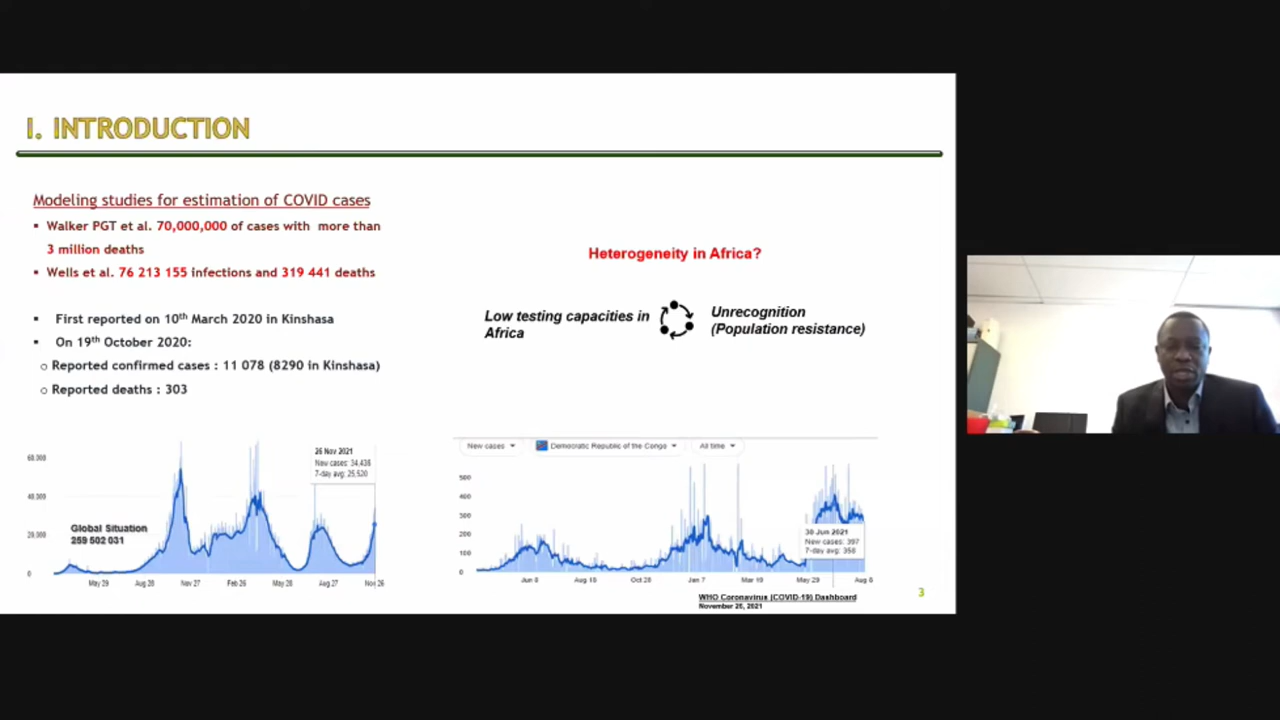 I. INTRODUCTION
Modeling studies for estimation of COVID cases
▪ Walker PGT et al. 70,000,000 of cases with more than
3 million deaths
▪ Wells et al. 76 213 155 infections and 319 441 deaths
▪ First reported on 10th March 2020 in Kinshasa
▪ On 19th October 2020:
o Reported confirmed cases : 11 078 (8290 in Kinshasa)
o Reported deaths : 303
Heterogeneity in Africa?
Low testing capacities in
Africa
Unrecognition
(Population resistance)
60,000
40,000
20,000
0
Global Situation
259 502 031
26 Nov 2021
New cases: 34,436
7-day avg: 25,520
May 29 Aug 28 Nov 27 Feb 26 May 28 Aug 27 Nov 26
New cases Democratic Republic of the Congo All time
500
400
300
200
100
0
30 Jun 2021
New cases: 397
7-day avg: 358
Jun 8 Aug 18 Oct 28 Jan 7 Mar 19 May 29 Aug 8
WHO Coronavirus (COVID-19) Dashboard
November 26, 2021
3